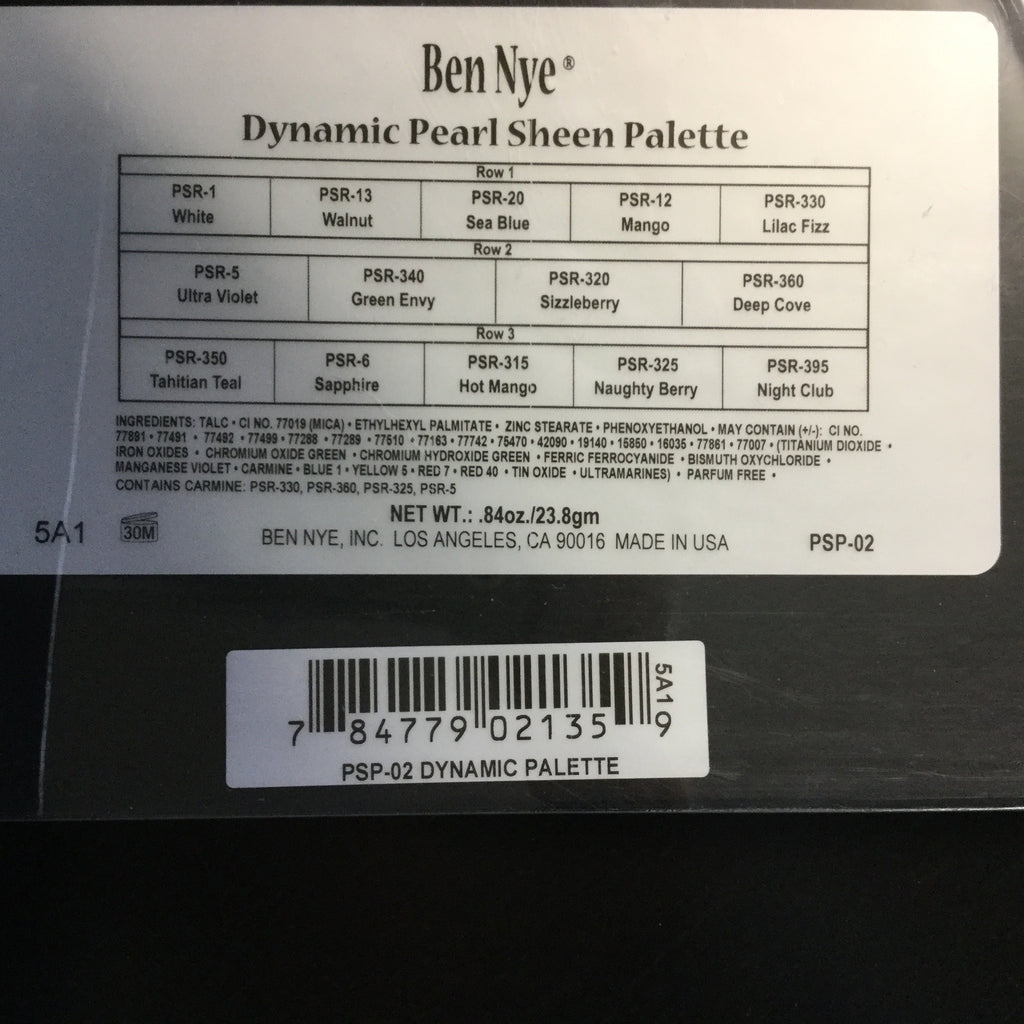 Ben Nye®
Dynamic Pearl Sheen Palette
Row 1
PSR-1 PSR-13 PSR-20 PSR-12 PSR-330
White Walnut Sea Blue Mango Lilac Fizz
Row 2
PSR-5 PSR-340 PSR-320 PSR-360
Ultra Violet Green Envy Sizzleberry Deep Cove
Row 3
PSR-350 PSR-6 PSR-315 PSR-325 PSR-395
Tahitian Teal Sapphire Hot Mango Naughty Berry Night Club
INGREDIENTS: TALC • CI NO. 77019 (MICA) • ETHYLHEXYL PALMITATE • ZINC STEARATE • PHENOXYETHANOL • MAY CONTAIN (+/-): CI NO.
77891 • 77491 • 77492 • 77499 • 77288 • 77289 • 77510 • 77163 • 77742 • 75470 • 42090 • 19140 • 15850 • 16035 • 77861 • 77007 • (TITANIUM DIOXIDE •
IRON OXIDES • CHROMIUM OXIDE GREEN • CHROMIUM HYDROXIDE GREEN • FERRIC FERROCYANIDE • BISMUTH OXYCHLORIDE •
MANGANESE VIOLET • CARMINE • BLUE 1 • YELLOW 5 • RED 7 • RED 40 • TIN OXIDE • ULTRAMARINES) • PARFUM FREE •
CONTAINS CARMINE: PSR-330, PSR-360, PSR-325, PSR-5
NET WT.: .84oz./23.8gm
5A1 30M BEN NYE, INC. LOS ANGELES, CA 90016 MADE IN USA PSP-02
5A1
7 84779 02135 9
PSP-02 DYNAMIC PALETTE